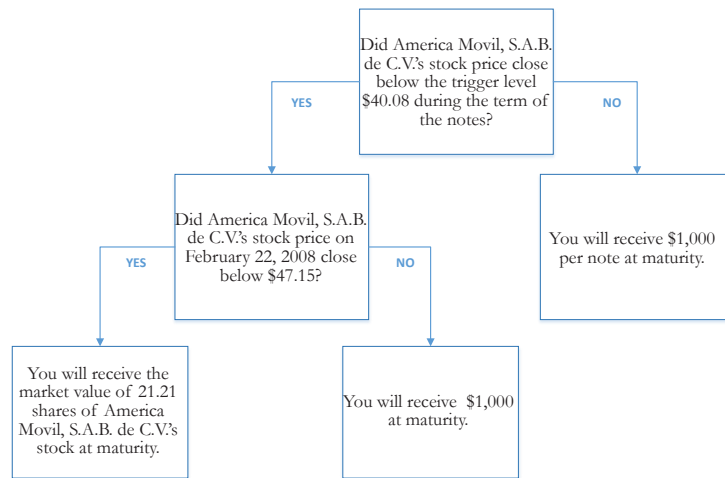 Did America Movil, S.A.B.
de C.V.'s stock price close
below the trigger level
$40.08 during the term of
the notes?
YES
NO
Did America Movil, S.A.B.
de C.V.'s stock price on
February 22, 2008 close
below $47.15?
You will receive $1,000
per note at maturity.
YES
NO
You will receive the
market value of 21.21
shares of America
Movil, S.A.B. de C.V.'s
stock at maturity.
You will receive $1,000
at maturity.